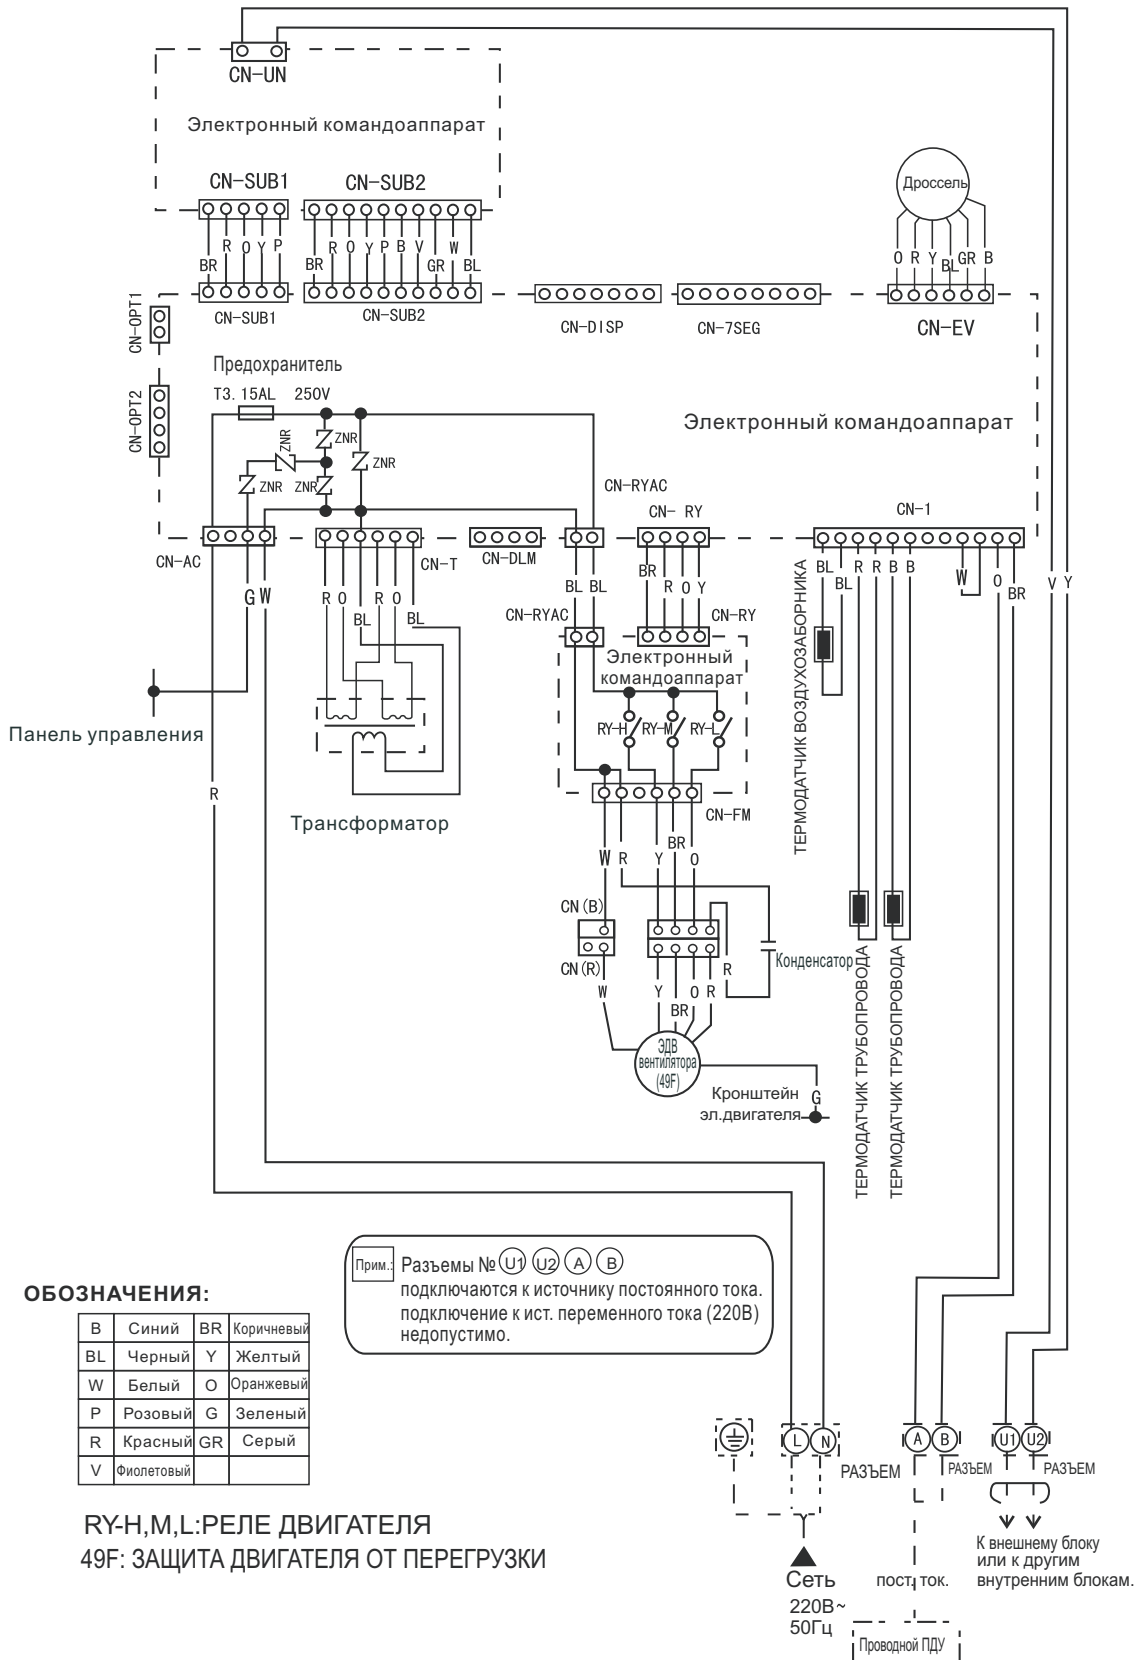 CN-UN
Электронный командоаппарат
CN-SUB1
CN-SUB2
Дроссель
BR R O Y P
BR R O Y P B V GR W BL
O R Y BL GR B
CN-SUB1
CN-SUB2
CN-DISP
CN-7SEG
CN-EV
CN-OPT1
CN-OPT2
Предохранитель
T3. 15AL 250V
Электронный командоаппарат
ZNR
ZNR
ZNR
ZNR
ZNR
CN-RYAC
CN- RY
CN-1
CN-AC
CN-T
CN-DLM
G W
R O BL R O BL
BL BL
BR R O Y
BL BL R R B B W O BR
V Y
CN-RYAC
CN-RY
Электронный
командоаппарат
RY-H
RY-M
RY-L
Панель управления
R
Трансформатор
CN-FM
W R Y BR O
CN(B)
CN(R)
W
Y BR O R
R
Конденсатор
ЭДВ
вентилятора
(49F)
Кронштейн
эл.двигателя
G
ТЕРМОДАТЧИК ВОЗДУХОЗАБОРНИКА
ТЕРМОДАТЧИК ТРУБОПРОВОДА
ТЕРМОДАТЧИК ТРУБОПРОВОДА
Прим.:
Разъемы № U1 U2 A B
подключаются к источнику постоянного тока.
подключение к ист. переменного тока (220В)
недопустимо.
ОБОЗНАЧЕНИЯ:
B Синий BR Коричневый
BL Черный Y Желтый
W Белый O Оранжевый
P Розовый G Зеленый
R Красный GR Серый
V Фиолетовый
RY-H,M,L:РЕЛЕ ДВИГАТЕЛЯ
49F: ЗАЩИТА ДВИГАТЕЛЯ ОТ ПЕРЕГРУЗКИ
L N
A B
U1 U2
РАЗЪЕМ
РАЗЪЕМ
РАЗЪЕМ
Сеть
220В~
50Гц
пост. ток.
К внешнему блоку
или к другим
внутренним блокам.
Проводной ПДУ